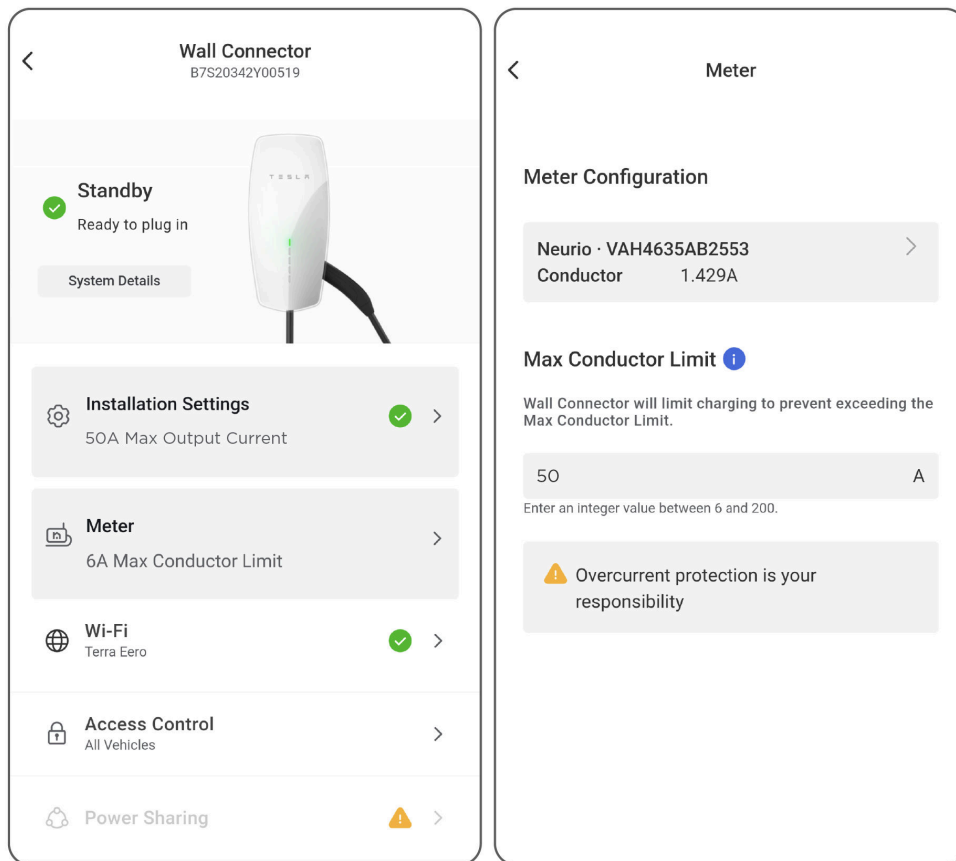 Wall Connector
B7S20342Y00519
TESLA
Standby
Ready to plug in
System Details
Installation Settings
50A Max Output Current
Meter
6A Max Conductor Limit
Wi-Fi
Terra Eero
Access Control
All Vehicles
Power Sharing
Meter
Meter Configuration
Neurio · VAH4635AB2553
Conductor 1.429A
Max Conductor Limit
Wall Connector will limit charging to prevent exceeding the
Max Conductor Limit.
50 A
Enter an integer value between 6 and 200.
Overcurrent protection is your
responsibility